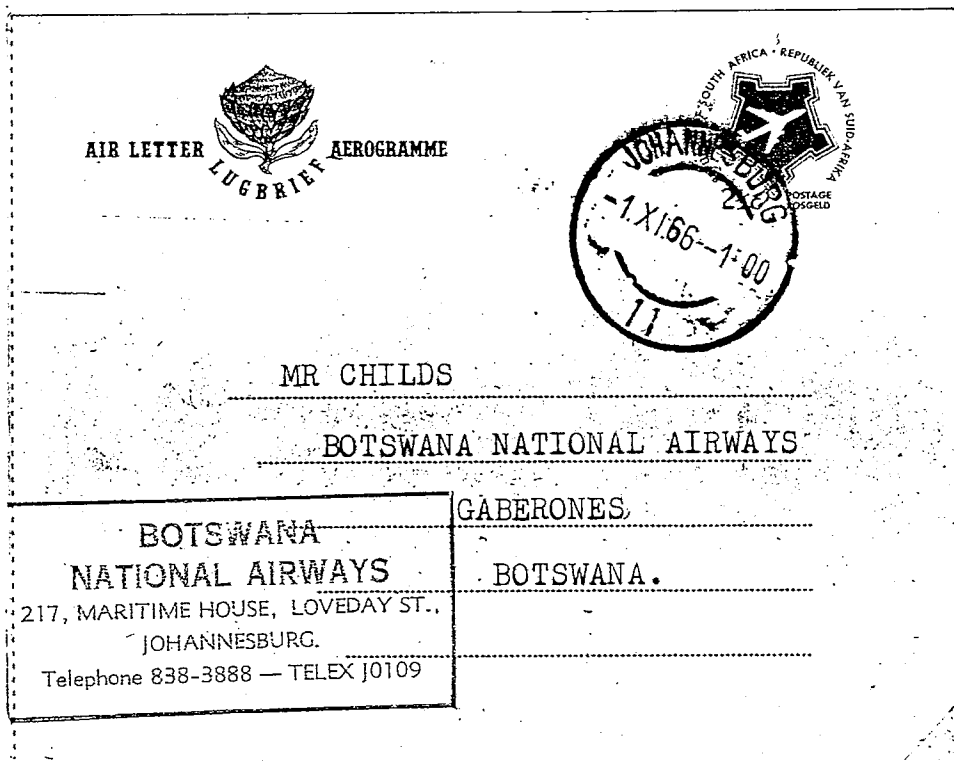 AIR LETTER
LUGBRIEF
AEROGRAMME
SOUTH AFRICA · REPUBLIEK VAN SUID-AFRIKA
POSTAGE
POSGELD
JOHANNESBURG
-1.XI.66--1·00
11
MR CHILDS
BOTSWANA NATIONAL AIRWAYS
GABERONES
BOTSWANA.
BOTSWANA
NATIONAL AIRWAYS
217, MARITIME HOUSE, LOVEDAY ST.,
JOHANNESBURG.
Telephone 838-3888 — TELEX J0109